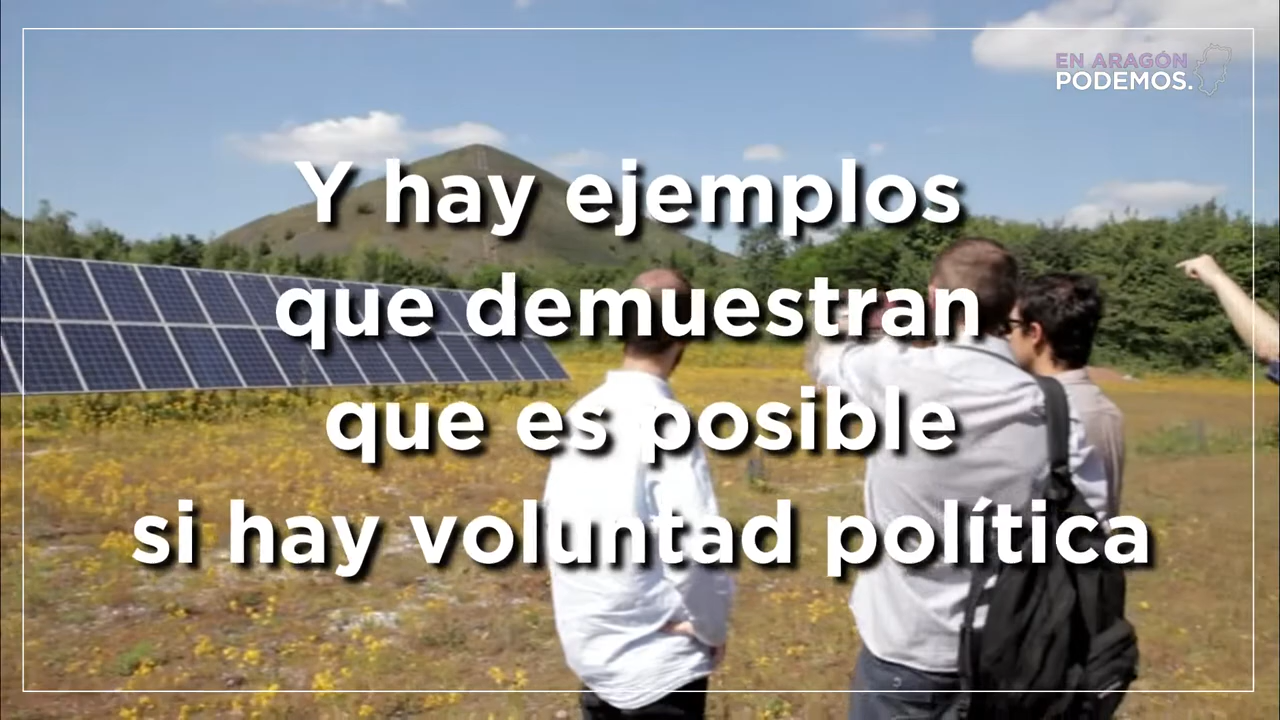 EN ARAGÓN
PODEMOS.
Y hay ejemplos
que demuestran
que es posible
si hay voluntad política